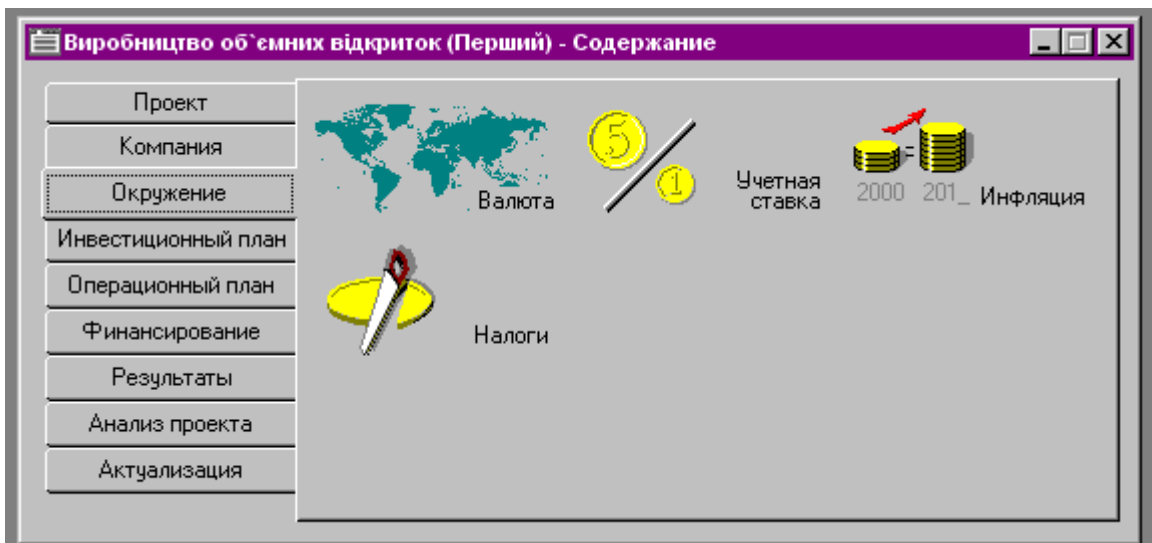 Виробництво об`ємних відкриток (Перший) - Содержание
Проект
Компания
Окружение
Инвестиционный план
Операционный план
Финансирование
Результаты
Анализ проекта
Актуализация
Валюта
5
1
Учетная
ставка
2000 201_
Инфляция
Налоги